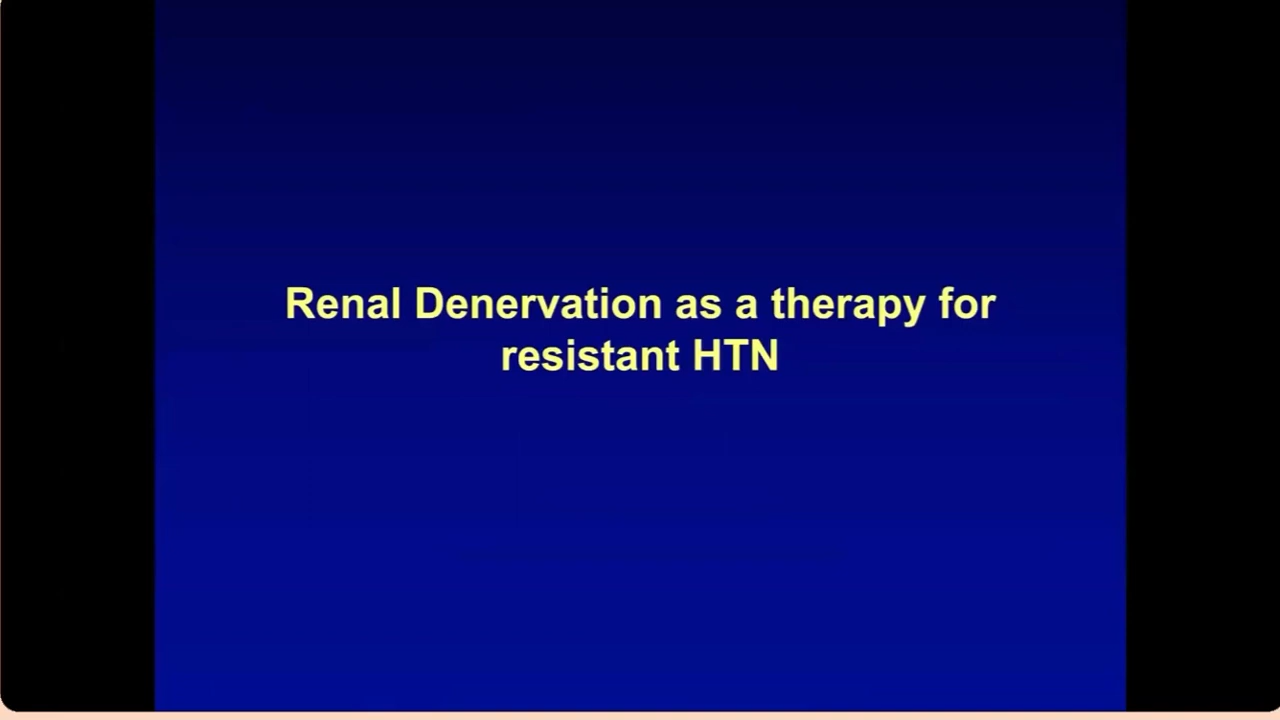 Renal Denervation as a therapy for
resistant HTN